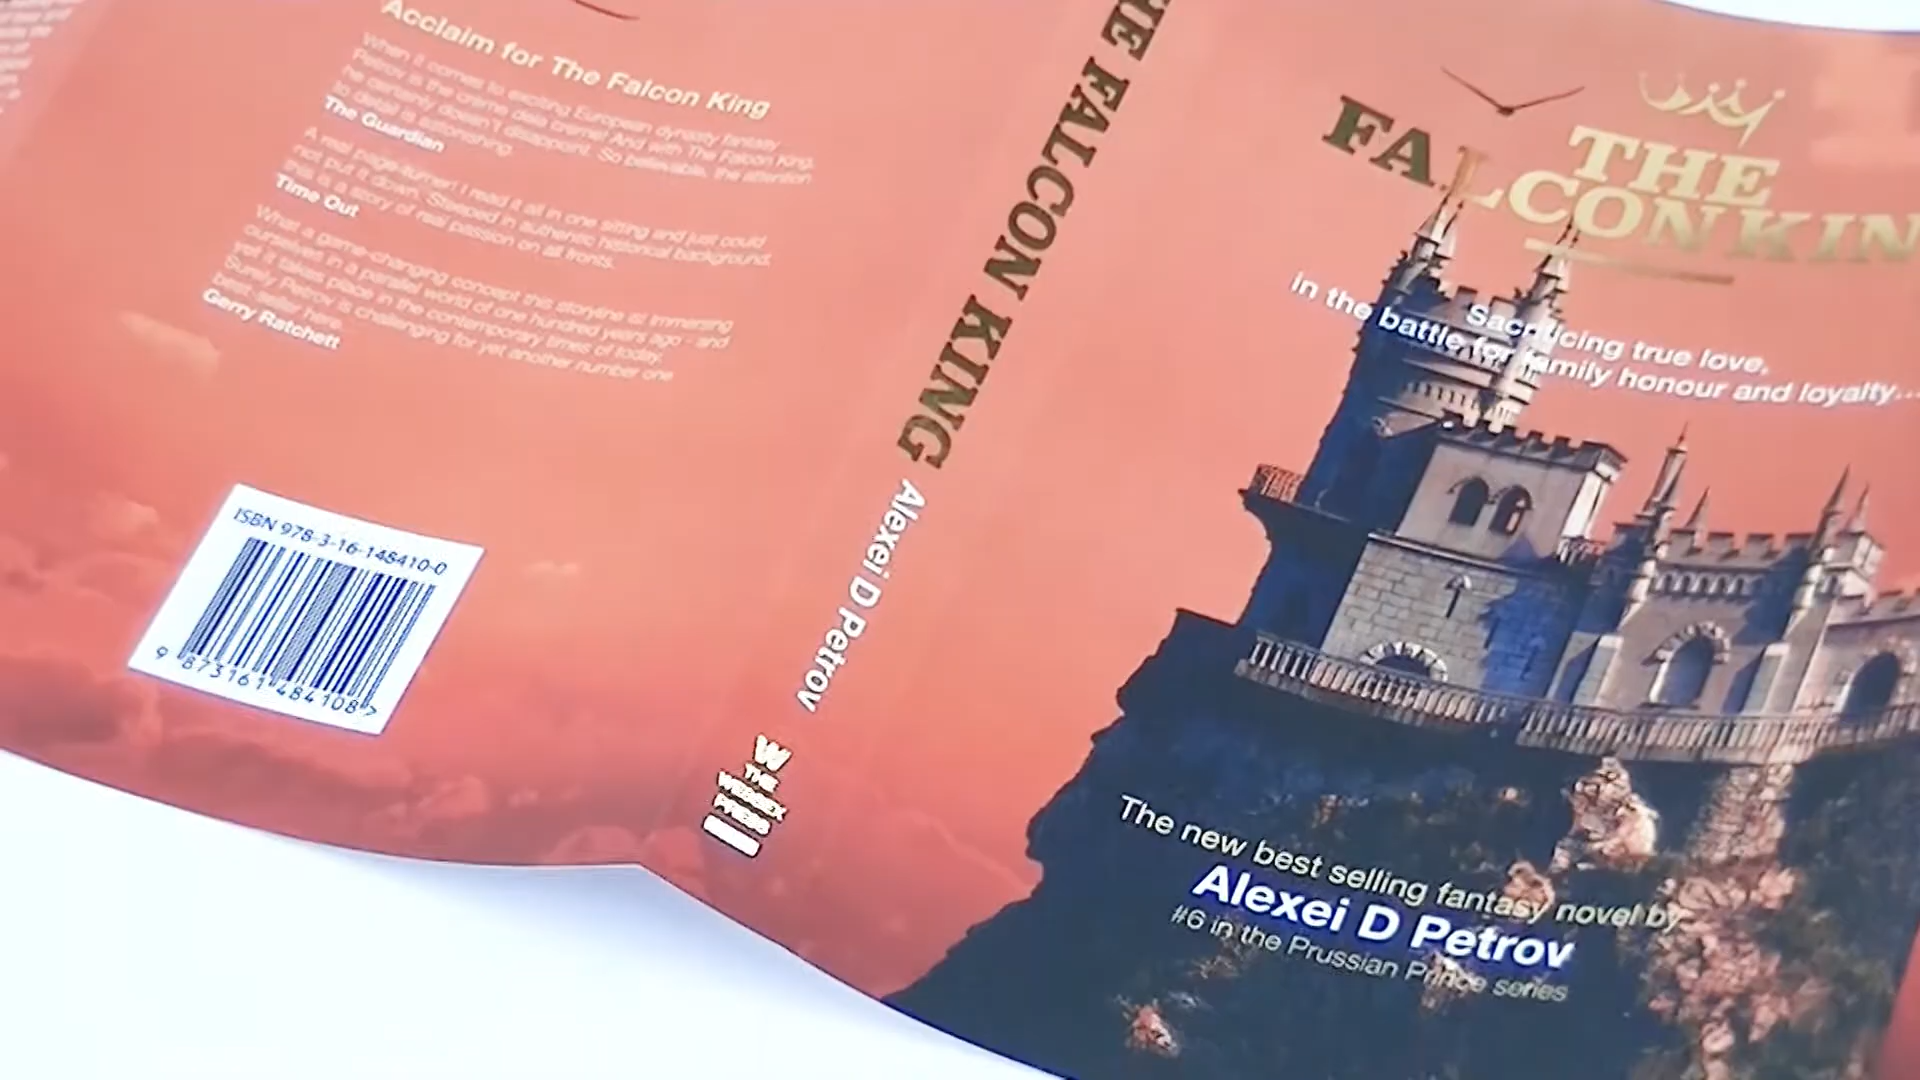 Acclaim for The Falcon King
When it comes to exciting European dynasty fantasy
Petrov is the crème dela creme! And with The Falcon King,
he certainly doesn't disappoint. So believable, the attention
to detail is astonishing.
The Guardian
A real page-turner! I read it all in one sitting and just could
not put it down. Steeped in authentic historical background,
this is a story of real passion on all fronts.
Time Out
What a game-changing concept this storyline is! Immersing
ourselves in a parallel world of one hundred years ago - and
yet it takes place in the contemporary times of today.
Surely Petrov is challenging for yet another number one
best seller here.
Gerry Ratchett
ISBN 978-3-16-148410-0
9 873161 484108 >
THE FALCON KING Alexei D Petrov
W
THE
WESSEX
PRESS
THE
FALCON KIN
Sacrificing true love,
in the battle for family honour and loyalty...
The new best selling fantasy novel by
Alexei D Petrov
#6 in the Prussian Prince series